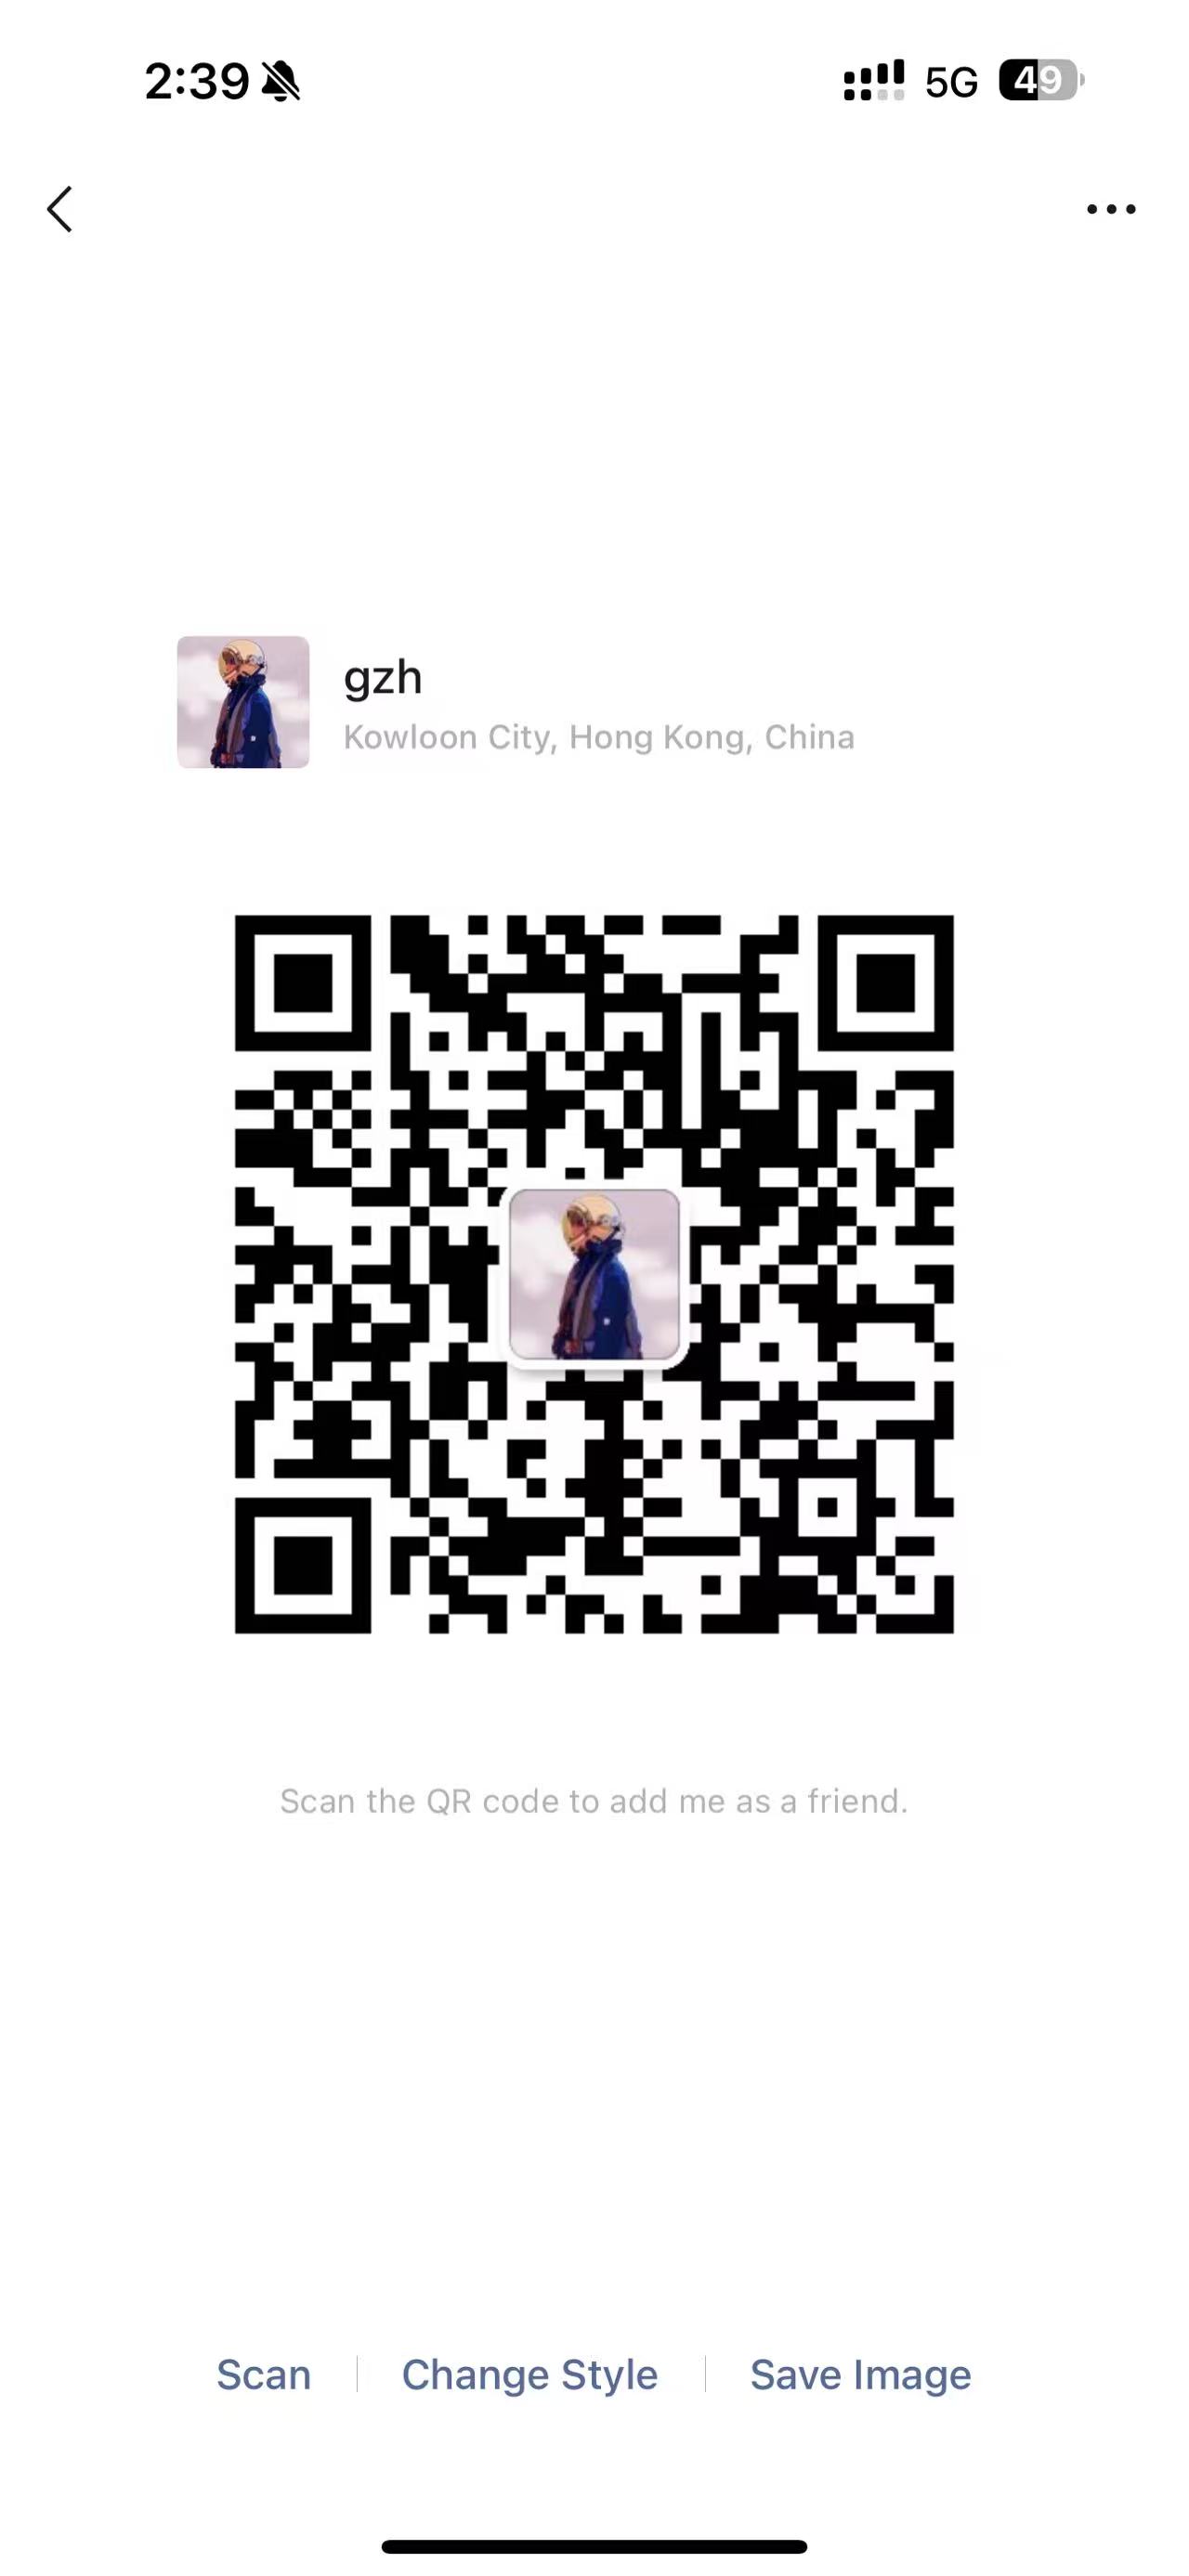 2:39
5G 49
gzh
Kowloon City, Hong Kong, China
Scan the QR code to add me as a friend.
Scan
Change Style
Save Image